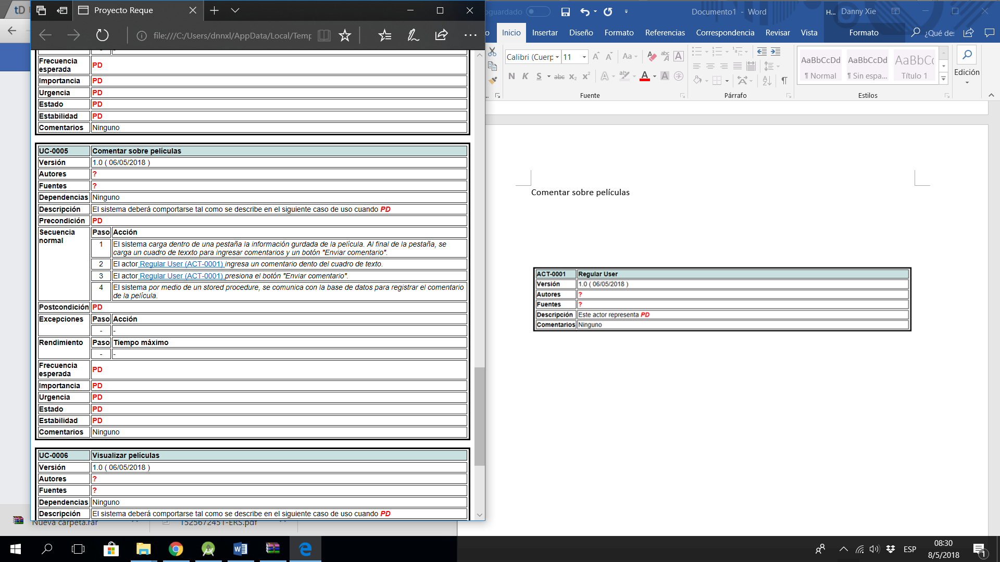 Proyecto Reque
file:///C:/Users/dnnxl/AppData/Local/Temp
Frecuencia esperada PD
Importancia PD
Urgencia PD
Estado PD
Estabilidad PD
Comentarios Ninguno
UC-0005 Comentar sobre películas
Versión 1.0 ( 06/05/2018 )
Autores ?
Fuentes ?
Dependencias Ninguno
Descripción El sistema deberá comportarse tal como se describe en el siguiente caso de uso cuando PD
Precondición PD
Secuencia normal Paso Acción
1 El sistema carga dentro de una pestaña la información gurdada de la película. Al final de la pestaña, se
carga un cuadro de texxto para ingresar comentarios y un botón "Enviar comentario".
2 El actor Regular User (ACT-0001) ingresa un comentario dento del cuadro de texto.
3 El actor Regular User (ACT-0001) presiona el botón "Enviar comentario".
4 El sistema por medio de un stored procedure, se comunica con la base de datos para registrar el comentario
de la película.
Postcondición PD
Excepciones Paso Acción
- -
Rendimiento Paso Tiempo máximo
- -
Frecuencia esperada PD
Importancia PD
Urgencia PD
Estado PD
Estabilidad PD
Comentarios Ninguno
UC-0006 Visualizar películas
Versión 1.0 ( 06/05/2018 )
Autores ?
Fuentes ?
Dependencias Ninguno
Descripción El sistema deberá comportarse tal como se describe en el siguiente caso de uso cuando PD
Nueva carpeta.rar
1525672451-ERS.pdf
Documento1 - Word
H... Danny Xie
Inicio Insertar Diseño Formato Referencias Correspondencia Revisar Vista Formato ¿Qué de:
Calibri (Cuerp 11
N K S abc X₂ X²
AaBbCcDd AaBbCcDd AaBbCc
¶ Normal ¶ Sin espa... Título 1
Edición
Fuente Párrafo Estilos
Comentar sobre películas
ACT-0001 Regular User
Versión 1.0 ( 06/05/2018 )
Autores ?
Fuentes ?
Descripción Este actor representa PD
Comentarios Ninguno
ESP
08:30
8/5/2018
1